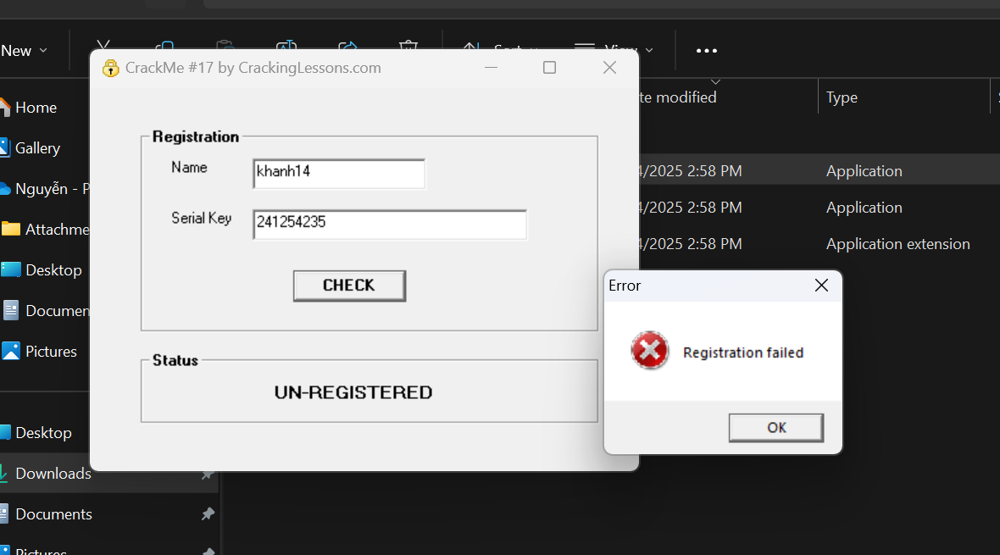 New
Sort
View
CrackMe #17 by CrackingLessons.com
te modified
Type
Home
Registration
Gallery
Name
khanh14
4/2025 2:58 PM
Application
Nguyễn - P
4/2025 2:58 PM
Application
Serial Key
241254235
Attachme
4/2025 2:58 PM
Application extension
Desktop
CHECK
Error
Documen
Pictures
Registration failed
Status
UN-REGISTERED
OK
Desktop
Downloads
Documents
Pictures